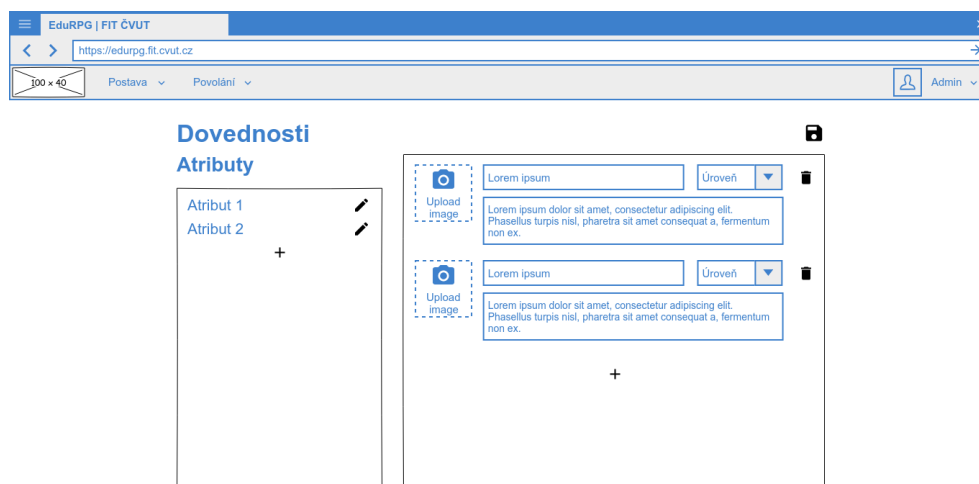 EduRPG | FIT ČVUT
https://edurpg.fit.cvut.cz
100 x 40
Postava
Povolání
Admin
Dovednosti
Atributy
Atribut 1
Atribut 2
Upload
image
Lorem ipsum
Úroveň
Lorem ipsum dolor sit amet, consectetur adipiscing elit.
Phasellus turpis nisl, pharetra sit amet consequat a, fermentum
non ex.
Upload
image
Lorem ipsum
Úroveň
Lorem ipsum dolor sit amet, consectetur adipiscing elit.
Phasellus turpis nisl, pharetra sit amet consequat a, fermentum
non ex.